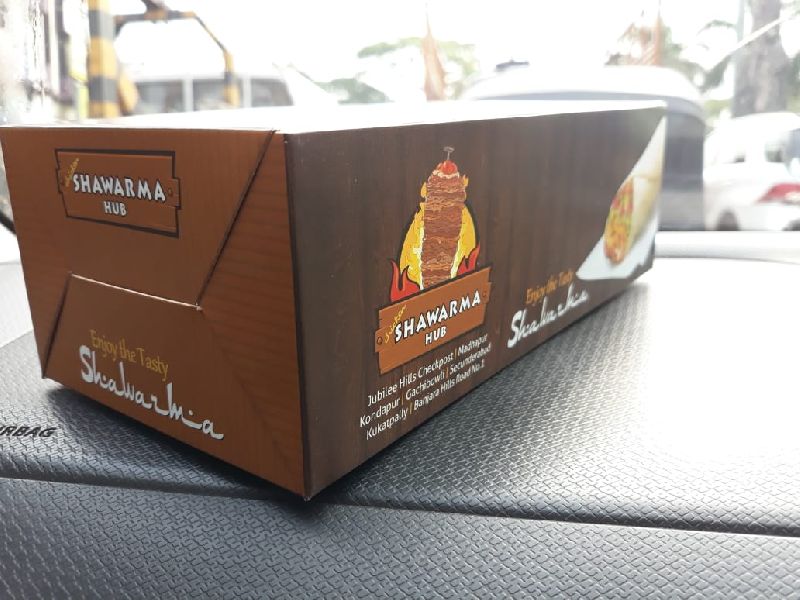 SHAWARMA
HUB
Enjoy the Tasty
Shawarma
SHAWARMA
HUB
Jubilee Hills Checkpost | Madhapur
Kondapur | Gachibowli | Secunderabad
Kukatpally | Banjara Hills Road No.1
Enjoy the Tasty
Shawarma
RBAG